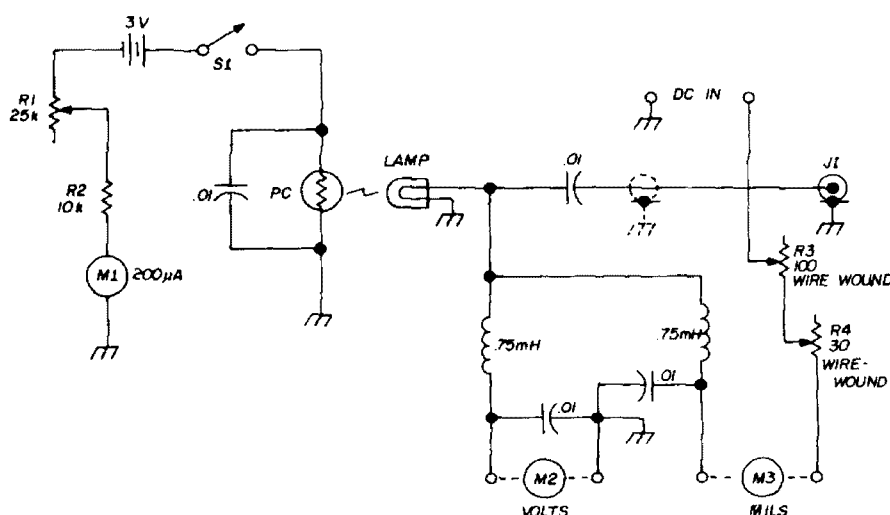 3V
S1
R1
25k
R2
10k
M1
200µA
.01
PC
LAMP
.01
DC IN
J1
R3
100
WIRE WOUND
R4
30
WIRE-
WOUND
.75mH
.75mH
.01
.01
M2
VOLTS
M3
MILS